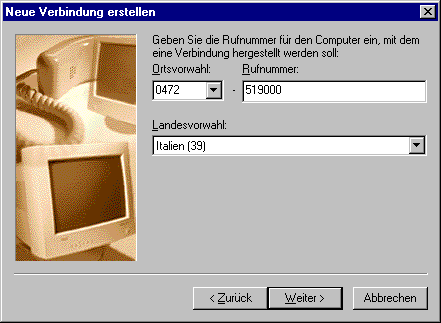 Neue Verbindung erstellen
Geben Sie die Rufnummer für den Computer ein, mit dem
eine Verbindung hergestellt werden soll:
Ortsvorwahl: Rufnummer:
0472 - 519000
Landesvorwahl:
Italien (39)
< Zurück Weiter > Abbrechen